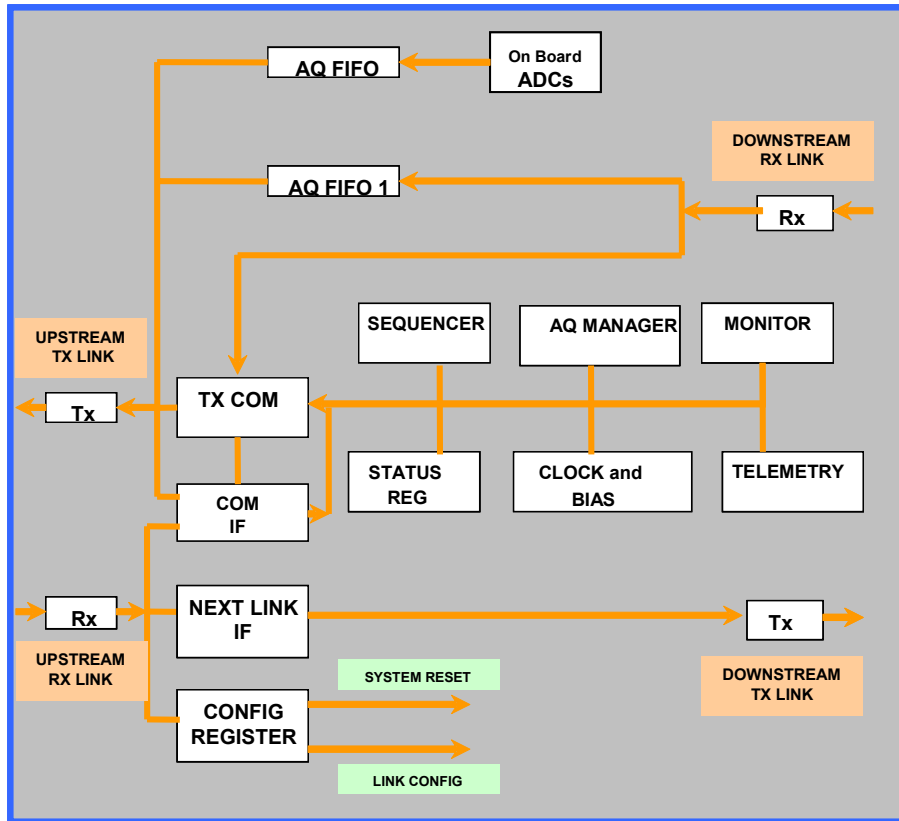 AQ FIFO
On Board
ADCs
AQ FIFO 1
DOWNSTREAM
RX LINK
Rx
SEQUENCER
AQ MANAGER
MONITOR
UPSTREAM
TX LINK
Tx
TX COM
STATUS
REG
CLOCK and
BIAS
TELEMETRY
COM
IF
Rx
UPSTREAM
RX LINK
NEXT LINK
IF
Tx
DOWNSTREAM
TX LINK
SYSTEM RESET
CONFIG
REGISTER
LINK CONFIG